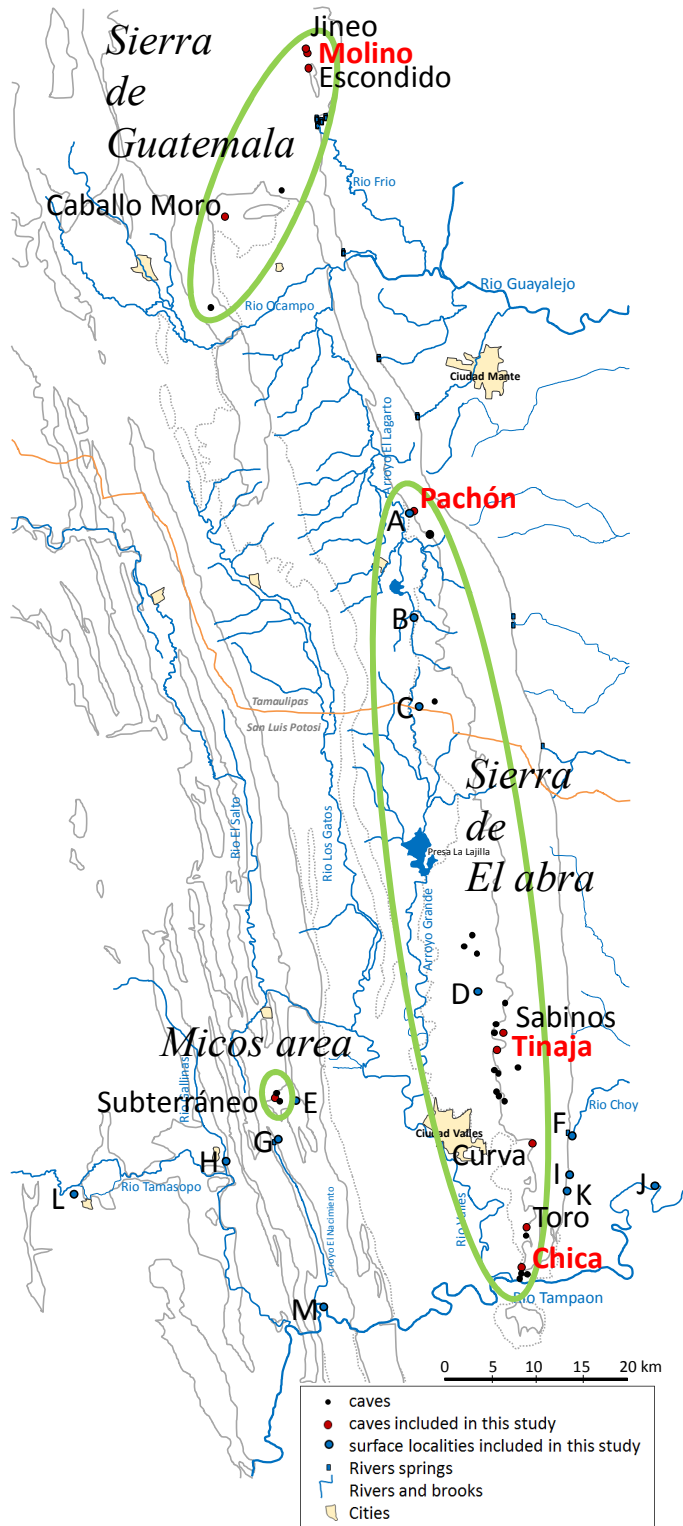 Jineo
Molino
Escondido
Sierra
de
Guatemala
Rio Frio
Caballo Moro
Rio Guayalejo
Rio Ocampo
Ciudad Mante
Arroyo El Lagarto
Pachón
A
B
C
Tamaulipas
San Luis Potosi
Sierra
de
El abra
Rio El Salto
Rio Los Gatos
Presa La Lajilla
Arroyo Grande
D
Sabinos
Tinaja
Micos area
Subterráneo
E
Rio Gallinas
Ciudad Valles
F
Rio Choy
G
Curva
H
I
J
K
L
Rio Tamasopo
Arroyo El Nacimiento
Rio Valles
Toro
Chica
M
Rio Tampaon
0 5 10 15 20 km
caves
caves included in this study
surface localities included in this study
Rivers springs
Rivers and brooks
Cities